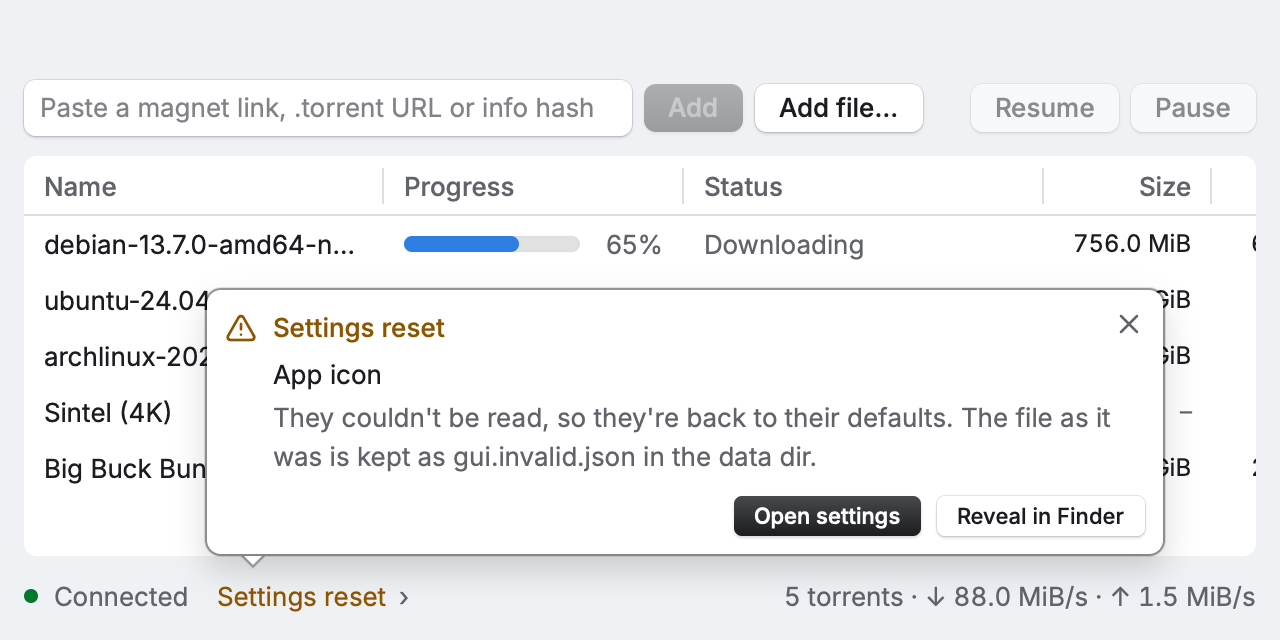 Paste a magnet link, .torrent URL or info hash Add Add file... Resume Pause
Name Progress Status Size
debian-13.7.0-amd64-n... 65% Downloading 756.0 MiB
ubuntu-24.04
archlinux-202
Sintel (4K) –
Big Buck Bun
Settings reset
App icon
They couldn't be read, so they're back to their defaults. The file as it
was is kept as gui.invalid.json in the data dir.
Open settings Reveal in Finder
Connected Settings reset › 5 torrents · ↓ 88.0 MiB/s · ↑ 1.5 MiB/s